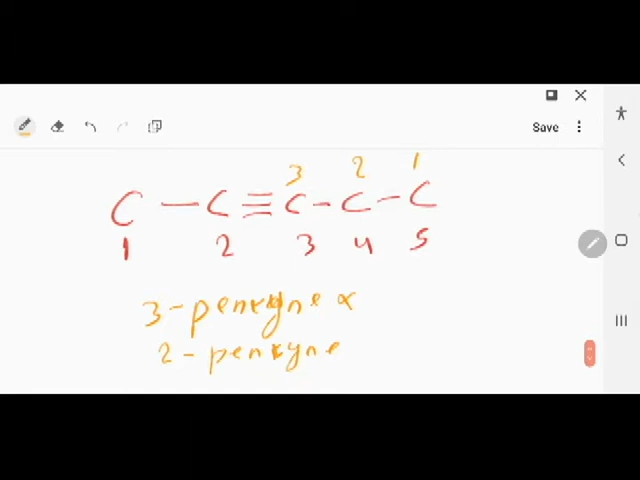 Save
3 2 1
C — C ≡ C - C - C
1 2 3 4 5
3 - pentyne ×
2 - pentyne